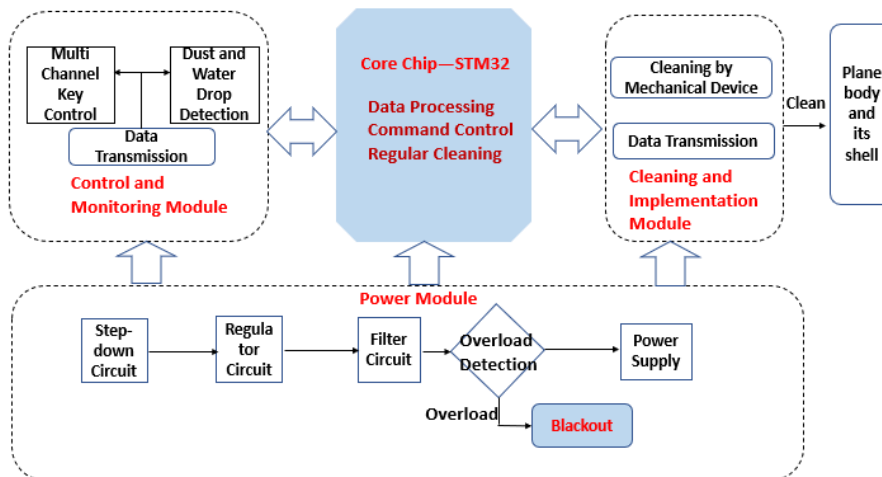 Multi
Channel
Key
Control
Dust and
Water
Drop
Detection
Data
Transmission
Control and
Monitoring Module
Core Chip—STM32
Data Processing
Command Control
Regular Cleaning
Cleaning by
Mechanical Device
Data Transmission
Cleaning and
Implementation
Module
Clean
Plane
body
and
its
shell
Power Module
Step-
down
Circuit
Regula
tor
Circuit
Filter
Circuit
Overload
Detection
Power
Supply
Overload
Blackout